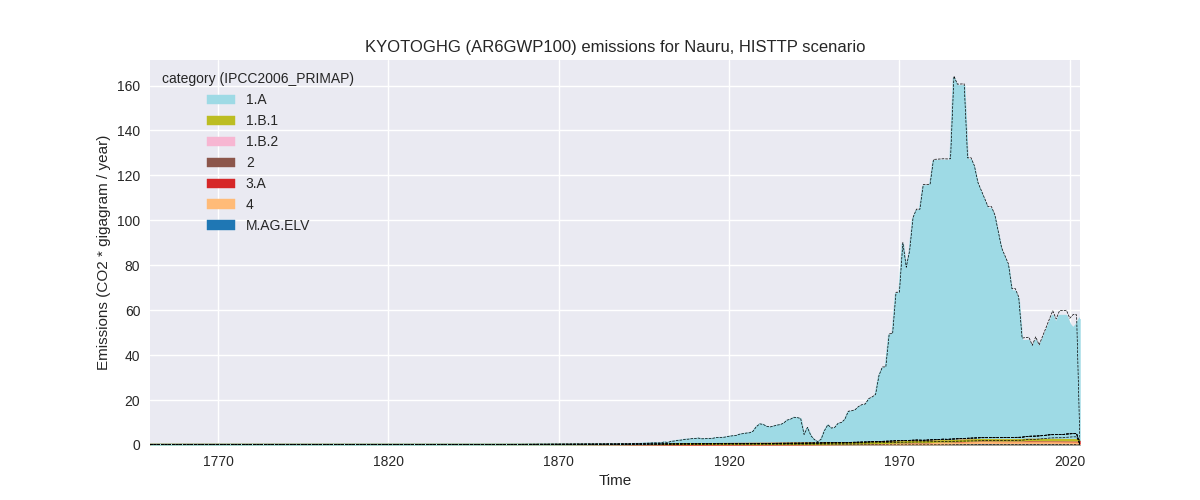 KYOTOGHG (AR6GWP100) emissions for Nauru, HISTTP scenario
category (IPCC2006_PRIMAP)
1.A
1.B.1
1.B.2
2
3.A
4
M.AG.ELV
Emissions (CO2 * gigagram / year)
160
140
120
100
80
60
40
20
0
1770
1820
1870
1920
1970
2020
Time